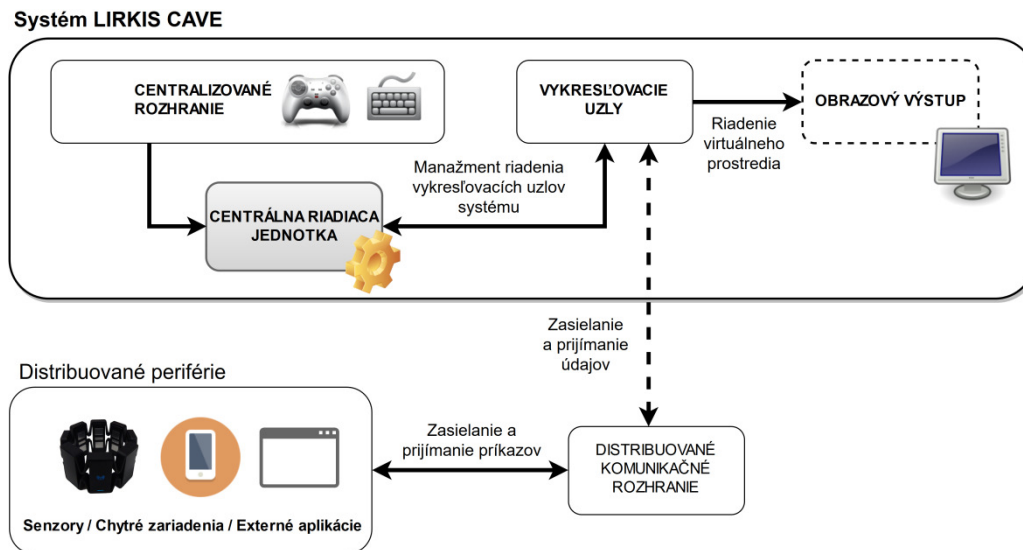 Systém LIRKIS CAVE
CENTRALIZOVANÉ
ROZHRANIE
VYKRESĽOVACIE
UZLY
OBRAZOVÝ VÝSTUP
Riadenie
virtuálneho
prostredia
Manažment riadenia
vykresľovacích uzlov
systému
CENTRÁLNA RIADIACA
JEDNOTKA
Zasielanie
a prijímanie
údajov
Distribuované periférie
Zasielanie a
prijímanie príkazov
DISTRIBUOVANÉ
KOMUNIKAČNÉ
ROZHRANIE
Senzory / Chytré zariadenia / Externé aplikácie